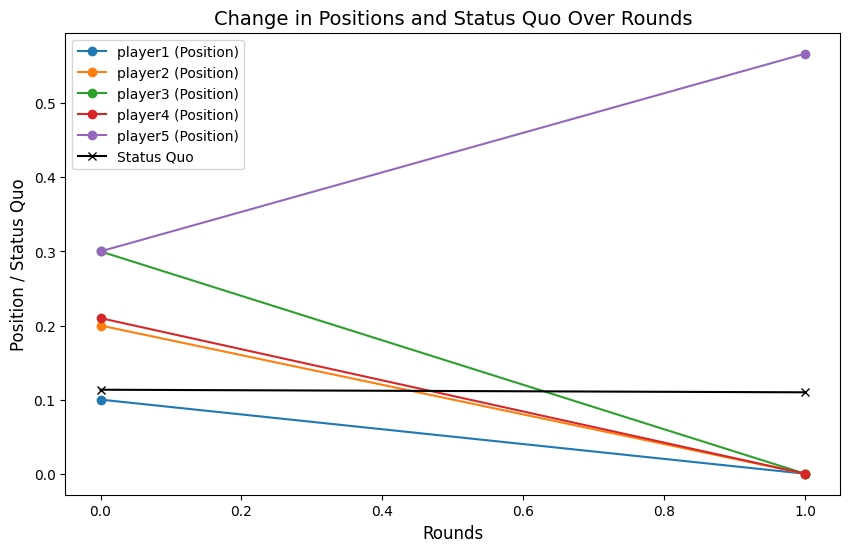 Change in Positions and Status Quo Over Rounds
player1 (Position)
player2 (Position)
player3 (Position)
player4 (Position)
player5 (Position)
Status Quo
Position / Status Quo
0.5
0.4
0.3
0.2
0.1
0.0
0.0 0.2 0.4 0.6 0.8 1.0
Rounds